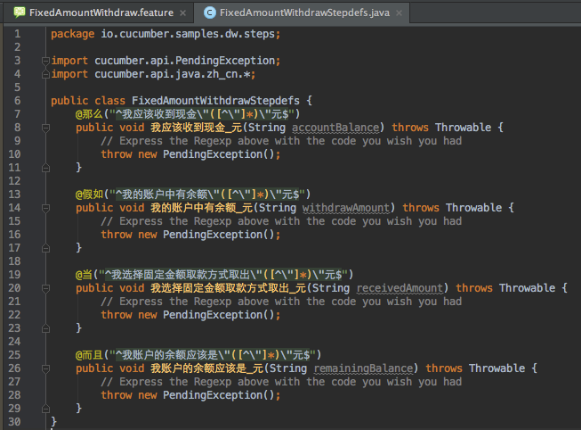 FixedAmountWithdraw.feature × FixedAmountWithdrawStepdefs.java ×
1 package io.cucumber.samples.dw.steps;
2
3 import cucumber.api.PendingException;
4 import cucumber.api.java.zh_cn.*;
5
6 public class FixedAmountWithdrawStepdefs {
7 @那么("^我应该收到现金\"([^\"]*)\"元$")
8 public void 我应该收到现金_元(String accountBalance) throws Throwable {
9 // Express the Regexp above with the code you wish you had
10 throw new PendingException();
11 }
12
13 @假如("^我的账户中有余额\"([^\"]*)\"元$")
14 public void 我的账户中有余额_元(String withdrawAmount) throws Throwable {
15 // Express the Regexp above with the code you wish you had
16 throw new PendingException();
17 }
18
19 @当("^我选择固定金额取款方式取出\"([^\"]*)\"元$")
20 public void 我选择固定金额取款方式取出_元(String receivedAmount) throws Throwable {
21 // Express the Regexp above with the code you wish you had
22 throw new PendingException();
23 }
24
25 @而且("^我账户的余额应该是\"([^\"]*)\"元$")
26 public void 我账户的余额应该是_元(String remainingBalance) throws Throwable {
27 // Express the Regexp above with the code you wish you had
28 throw new PendingException();
29 }
30 }